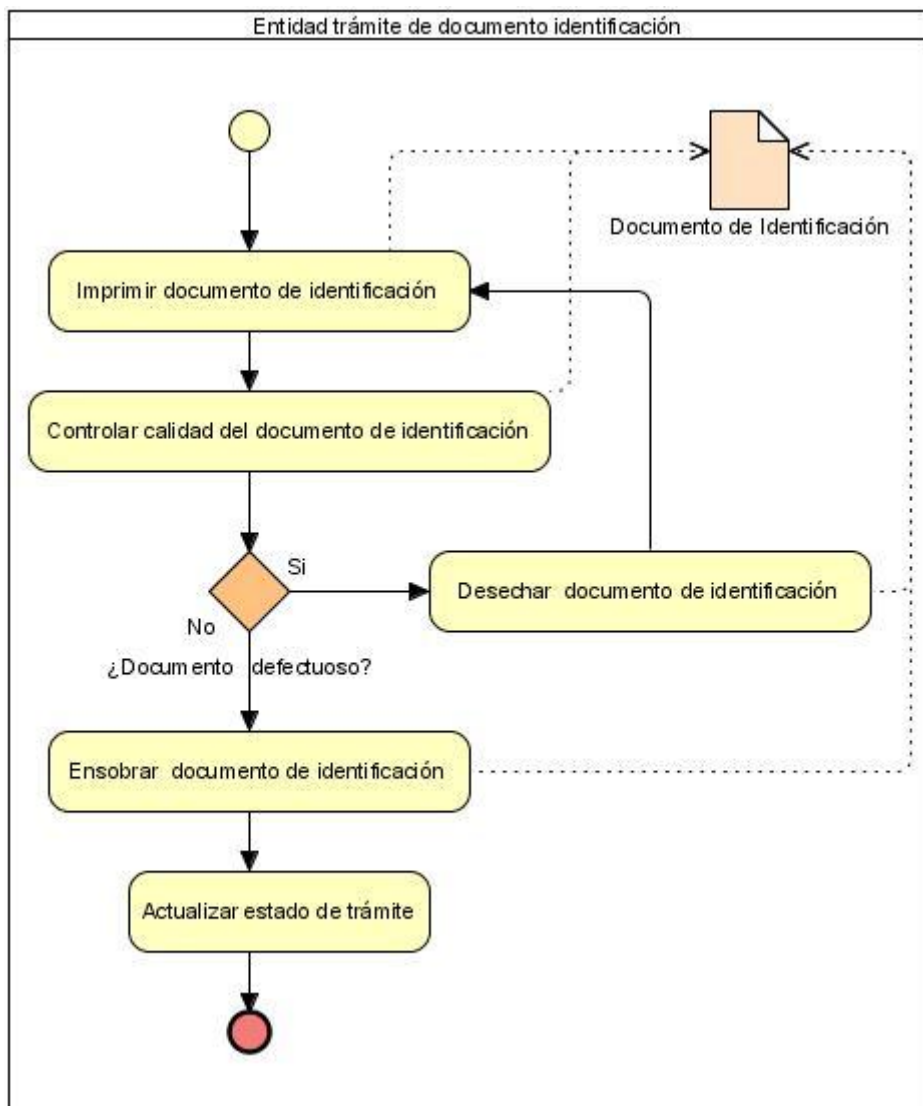 Entidad trámite de documento identificación
Documento de Identificación
Imprimir documento de identificación
Controlar calidad del documento de identificación
Si
Desechar documento de identificación
No
¿Documento defectuoso?
Ensobrar documento de identificación
Actualizar estado de trámite